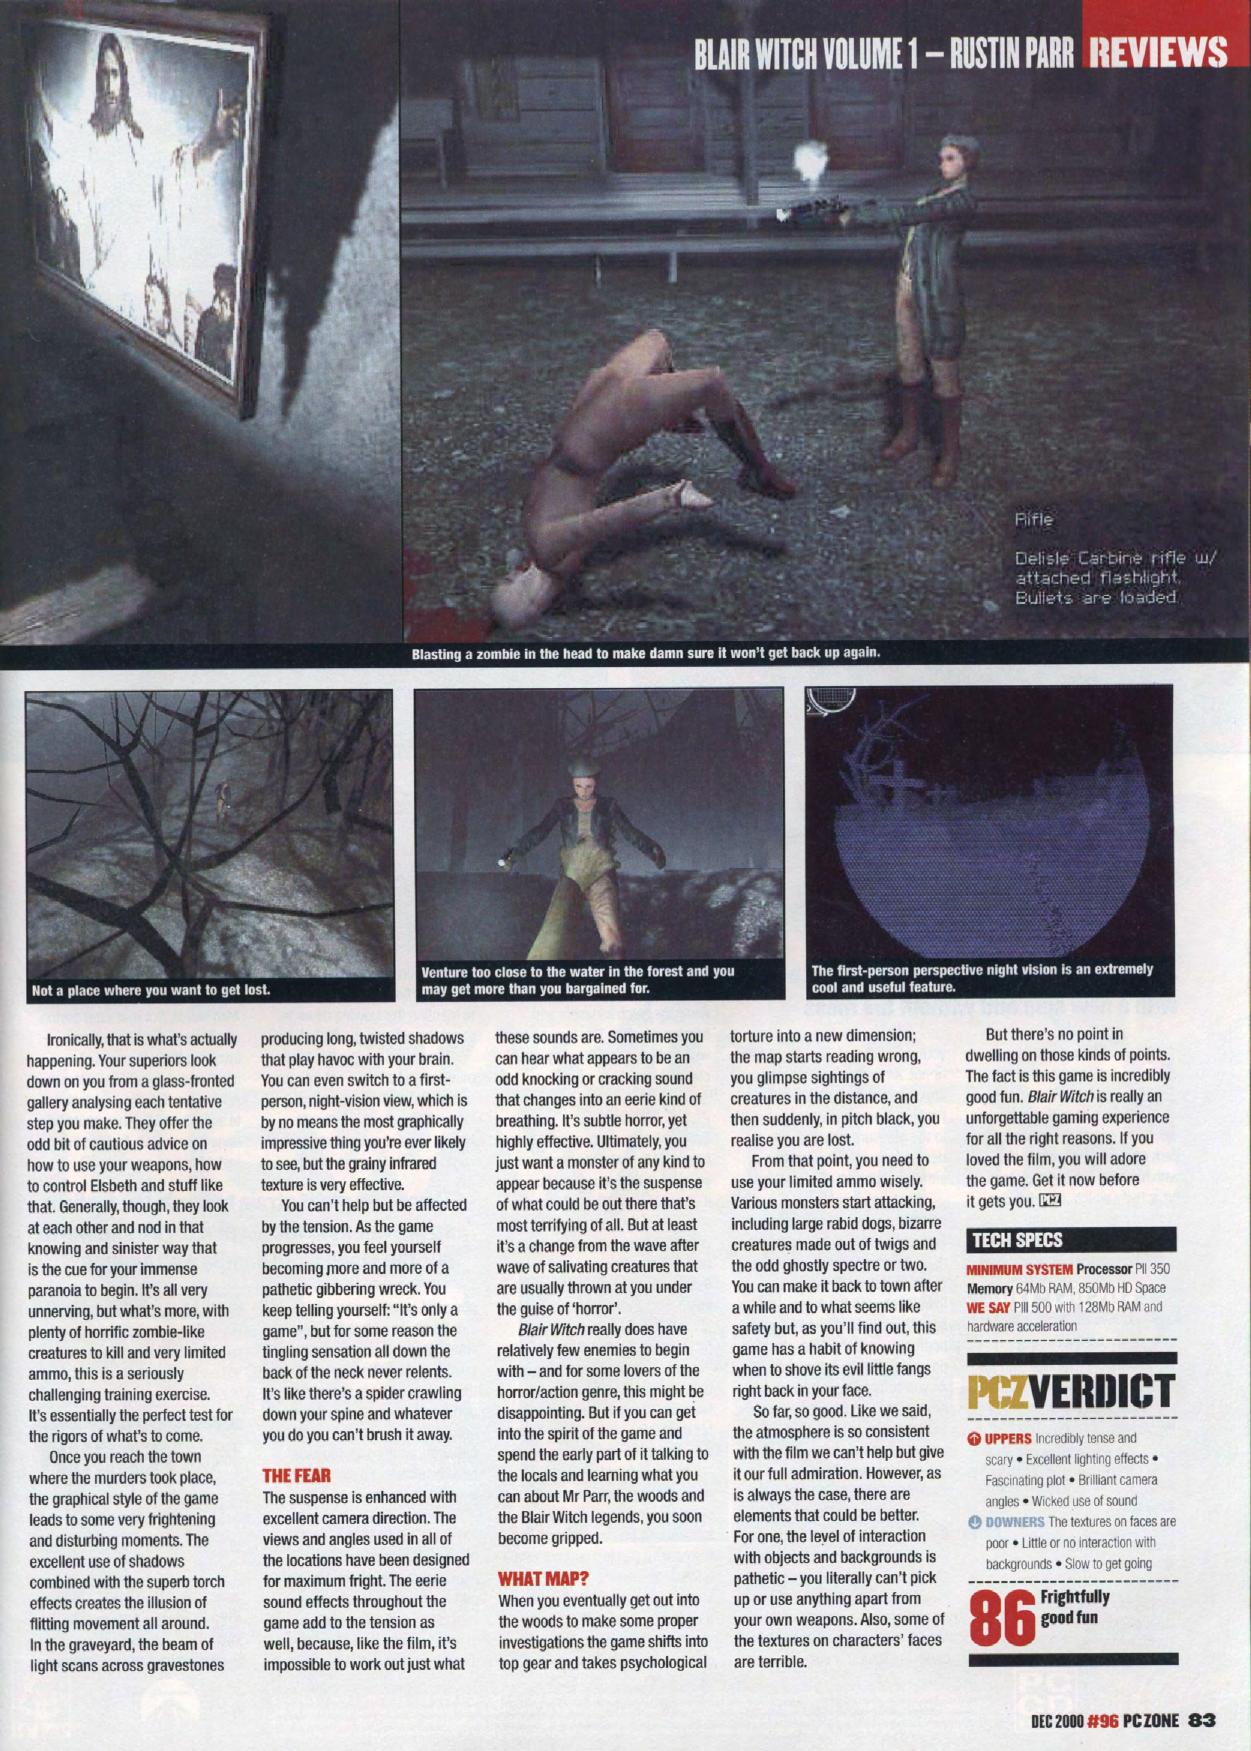 BLAIR WITCH VOLUME 1 – RUSTIN PARR REVIEWS
Rifle
Delisle Carbine rifle w/
attached flashlight.
Bullets are loaded
Blasting a zombie in the head to make damn sure it won't get back up again.
Not a place where you want to get lost.
Venture too close to the water in the forest and you
may get more than you bargained for.
The first-person perspective night vision is an extremely
cool and useful feature.
Ironically, that is what's actually
happening. Your superiors look
down on you from a glass-fronted
gallery analysing each tentative
step you make. They offer the
odd bit of cautious advice on
how to use your weapons, how
to control Elsbeth and stuff like
that. Generally, though, they look
at each other and nod in that
knowing and sinister way that
is the cue for your immense
paranoia to begin. It's all very
unnerving, but what's more, with
plenty of horrific zombie-like
creatures to kill and very limited
ammo, this is a seriously
challenging training exercise.
It's essentially the perfect test for
the rigors of what's to come.
Once you reach the town
where the murders took place,
the graphical style of the game
leads to some very frightening
and disturbing moments. The
excellent use of shadows
combined with the superb torch
effects creates the illusion of
flitting movement all around.
In the graveyard, the beam of
light scans across gravestones
producing long, twisted shadows
that play havoc with your brain.
You can even switch to a first-
person, night-vision view, which is
by no means the most graphically
impressive thing you're ever likely
to see, but the grainy infrared
texture is very effective.
You can't help but be affected
by the tension. As the game
progresses, you feel yourself
becoming more and more of a
pathetic gibbering wreck. You
keep telling yourself: "It's only a
game", but for some reason the
tingling sensation all down the
back of the neck never relents.
It's like there's a spider crawling
down your spine and whatever
you do you can't brush it away.
THE FEAR
The suspense is enhanced with
excellent camera direction. The
views and angles used in all of
the locations have been designed
for maximum fright. The eerie
sound effects throughout the
game add to the tension as
well, because, like the film, it's
impossible to work out just what
these sounds are. Sometimes you
can hear what appears to be an
odd knocking or cracking sound
that changes into an eerie kind of
breathing. It's subtle horror, yet
highly effective. Ultimately, you
just want a monster of any kind to
appear because it's the suspense
of what could be out there that's
most terrifying of all. But at least
it's a change from the wave after
wave of salivating creatures that
are usually thrown at you under
the guise of 'horror'.
Blair Witch really does have
relatively few enemies to begin
with – and for some lovers of the
horror/action genre, this might be
disappointing. But if you can get
into the spirit of the game and
spend the early part of it talking to
the locals and learning what you
can about Mr Parr, the woods and
the Blair Witch legends, you soon
become gripped.
WHAT MAP?
When you eventually get out into
the woods to make some proper
investigations the game shifts into
top gear and takes psychological
torture into a new dimension;
the map starts reading wrong,
you glimpse sightings of
creatures in the distance, and
then suddenly, in pitch black, you
realise you are lost.
From that point, you need to
use your limited ammo wisely.
Various monsters start attacking,
including large rabid dogs, bizarre
creatures made out of twigs and
the odd ghostly spectre or two.
You can make it back to town after
a while and to what seems like
safety but, as you'll find out, this
game has a habit of knowing
when to shove its evil little fangs
right back in your face.
So far, so good. Like we said,
the atmosphere is so consistent
with the film we can't help but give
it our full admiration. However, as
is always the case, there are
elements that could be better.
For one, the level of interaction
with objects and backgrounds is
pathetic – you literally can't pick
up or use anything apart from
your own weapons. Also, some of
the textures on characters' faces
are terrible.
But there's no point in
dwelling on those kinds of points.
The fact is this game is incredibly
good fun. Blair Witch is really an
unforgettable gaming experience
for all the right reasons. If you
loved the film, you will adore
the game. Get it now before
it gets you. PCZ
TECH SPECS
MINIMUM SYSTEM Processor PII 350
Memory 64Mb RAM, 850Mb HD Space
WE SAY PIII 500 with 128Mb RAM and
hardware acceleration
PCZVERDICT
UPPERS Incredibly tense and
scary • Excellent lighting effects •
Fascinating plot • Brilliant camera
angles • Wicked use of sound
DOWNERS The textures on faces are
poor • Little or no interaction with
backgrounds • Slow to get going
86 Frightfully
good fun
DEC 2000 #96 PC ZONE 83